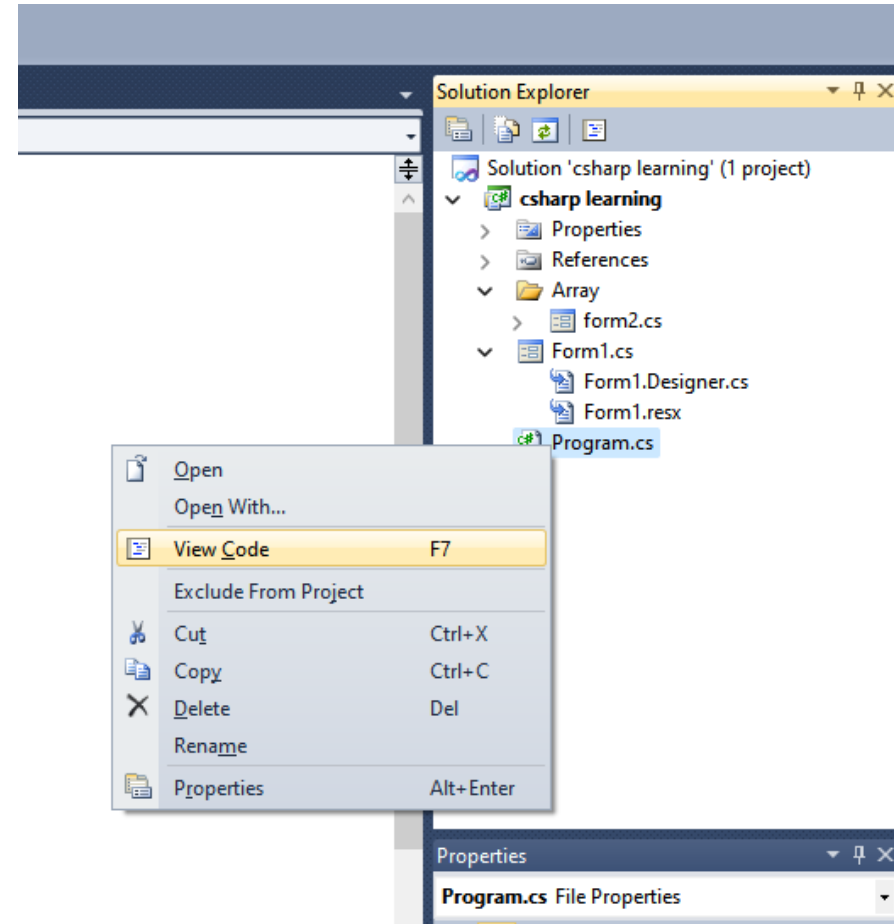 Solution Explorer
Solution 'csharp learning' (1 project)
csharp learning
Properties
References
Array
form2.cs
Form1.cs
Form1.Designer.cs
Form1.resx
Program.cs
Open
Open With...
View Code F7
Exclude From Project
Cut Ctrl+X
Copy Ctrl+C
Delete Del
Rename
Properties Alt+Enter
Properties
Program.cs File Properties